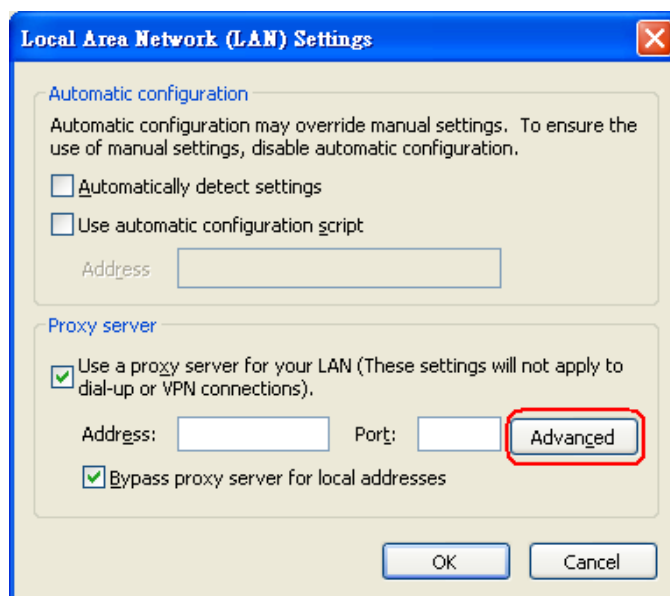 Local Area Network (LAN) Settings
Automatic configuration
Automatic configuration may override manual settings.  To ensure the
use of manual settings, disable automatic configuration.
Automatically detect settings
Use automatic configuration script
Address
Proxy server
Use a proxy server for your LAN (These settings will not apply to
dial-up or VPN connections).
Address:
Port:
Advanced
Bypass proxy server for local addresses
OK
Cancel